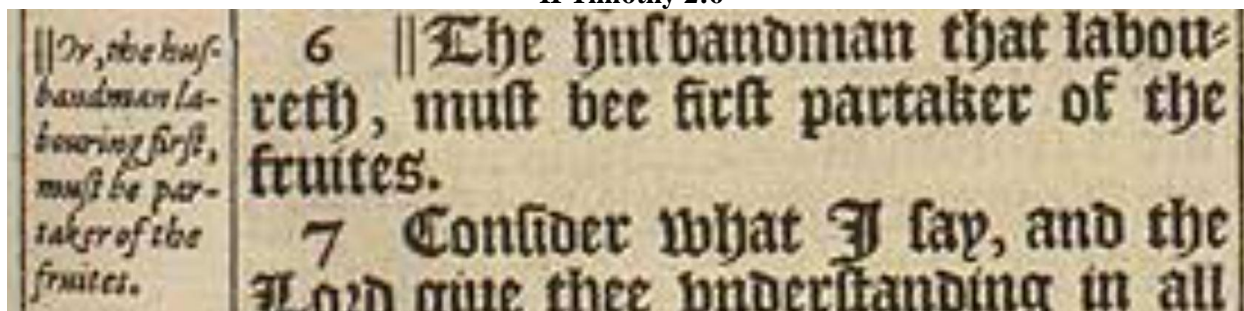 II Timothy 2:6
||Or, the huſ-
bandman la-
bouring firſt,
muſt be par-
taker of the
fruites.
6 ||The huſbandman that labou-
reth, muſt bee firſt partaker of the
fruites.
7 Conſider what I ſay, and the
Lord giue thee vnderſtanding in all